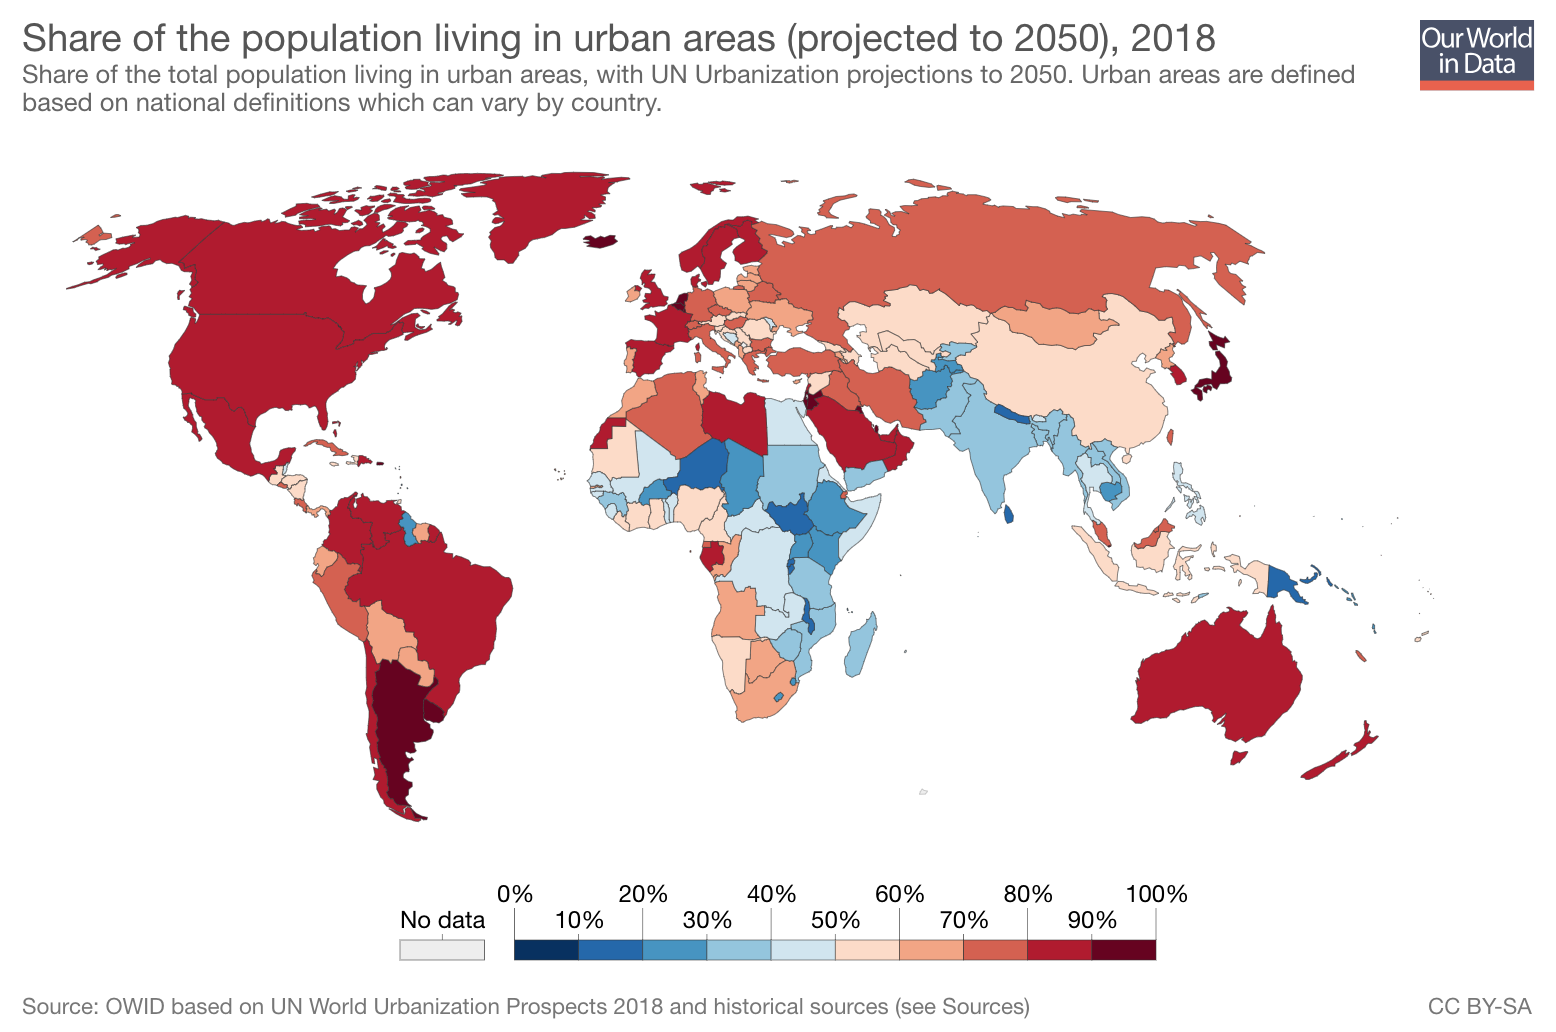 Share of the population living in urban areas (projected to 2050), 2018
Share of the total population living in urban areas, with UN Urbanization projections to 2050. Urban areas are defined
based on national definitions which can vary by country.
Our World
in Data
No data
0% 20% 40% 60% 80% 100%
10% 30% 50% 70% 90%
Source: OWID based on UN World Urbanization Prospects 2018 and historical sources (see Sources)
CC BY-SA